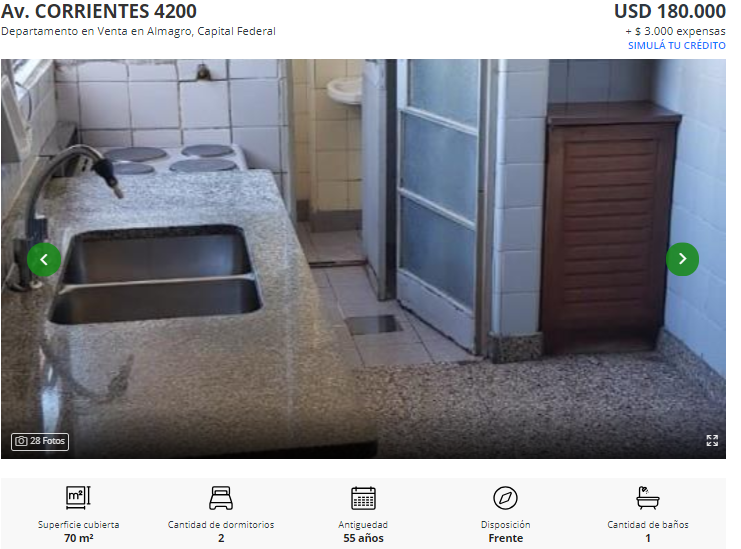 Av. CORRIENTES 4200
USD 180.000
Departamento en Venta en Almagro, Capital Federal
+ $ 3.000 expensas
SIMULÁ TU CRÉDITO
28 Fotos
m²
Superficie cubierta
70 m²
Cantidad de dormitorios
2
Antiguedad
55 años
Disposición
Frente
Cantidad de baños
1